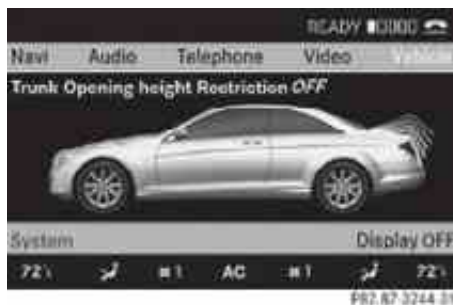 READY
Navi Audio Telephone Video Vehicle
Trunk Opening height Restriction OFF
System Display OFF
72 1 AC 1 72
P82.87-3244-31